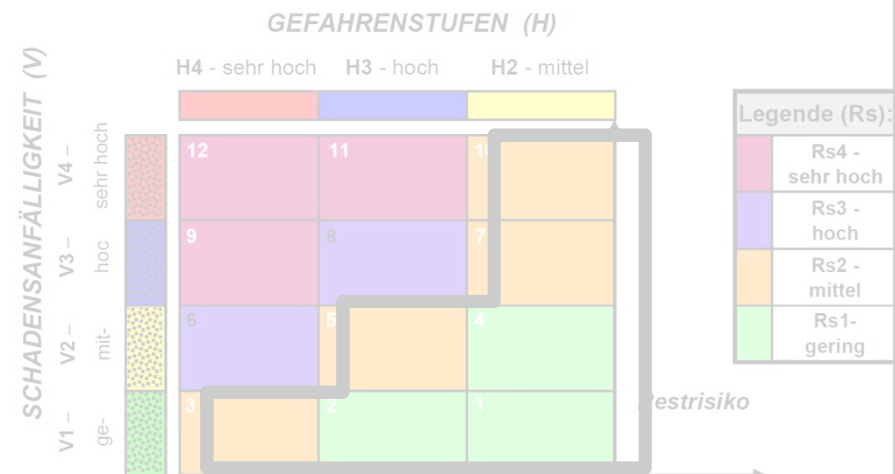 GEFAHRENSTUFEN (H)
H4 - sehr hoch H3 - hoch H2 - mittel
SCHADENSANFÄLLIGKEIT (V)
V4 –
sehr hoch
V3 –
hoc
V2 –
mit-
V1 –
ge-
12 11 10
9 8 7
6 5 4
3 2 1
Legende (Rs):
Rs4 -
sehr hoch
Rs3 -
hoch
Rs2 -
mittel
Rs1-
gering
Restrisiko